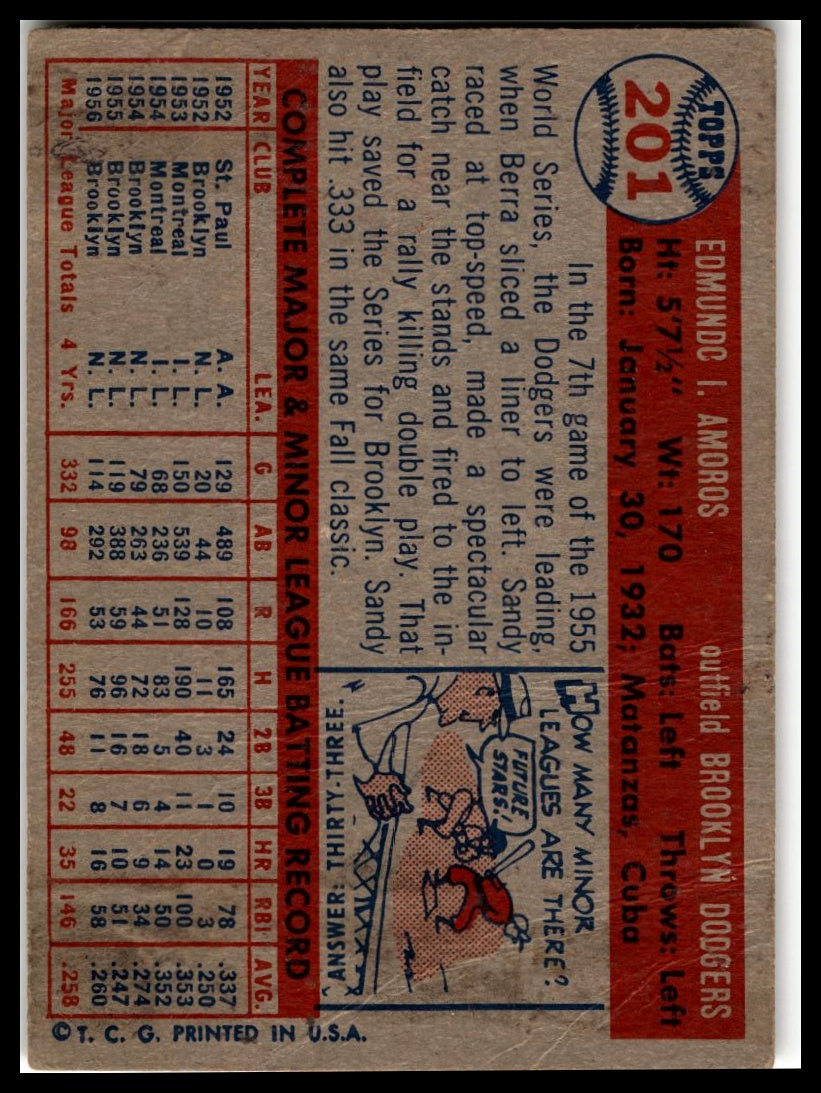 TOPPS
201
EDMUNDO I. AMOROS outfield BROOKLYN DODGERS
Ht: 5'7½" Wt: 170 Bats: Left Throws: Left
Born: January 30, 1932; Matanzas, Cuba
In the 7th game of the 1955
World Series, the Dodgers were leading,
when Berra sliced a liner to left. Sandy
raced at top-speed, made a spectacular
catch near the stands and fired to the in-
field for a rally killing double play. That
play saved the Series for Brooklyn. Sandy
also hit .333 in the same Fall classic.
HOW MANY MINOR
LEAGUES ARE THERE?
FUTURE
STARS!
ANSWER: THIRTY-THREE.
COMPLETE MAJOR & MINOR LEAGUE BATTING RECORD
YEAR CLUB LEA. G AB R H 2B 3B HR RBI AVG.
1952 St. Paul A. A. 129 489 108 165 24 10 19 78 .337
1952 Brooklyn N. L. 20 44 10 11 3 1 0 3 .250
1953 Montreal I. L. 150 539 128 190 40 11 23 100 .353
1954 Montreal I. L. 68 236 51 83 5 4 14 50 .352
1954 Brooklyn N. L. 79 263 44 72 18 6 9 34 .274
1955 Brooklyn N. L. 119 388 59 96 16 7 10 51 .247
1956 Brooklyn N. L. 114 292 53 76 11 8 16 58 .260
Major League Totals 4 Yrs. 332 98 166 255 48 22 35 146 .258
© T. C. G. PRINTED IN U.S.A.